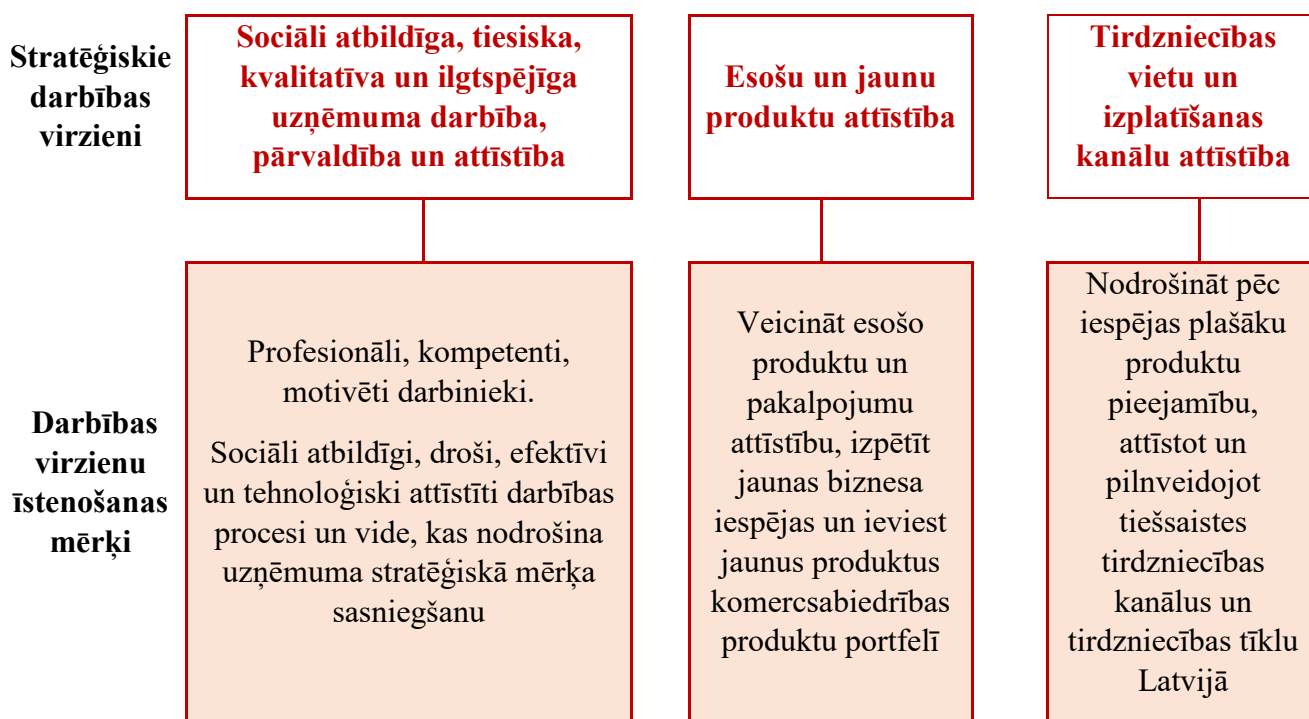 Stratēģiskie
darbības
virzieni
Sociāli atbildīga, tiesiska,
kvalitatīva un ilgtspējīga
uzņēmuma darbība,
pārvaldība un attīstība
Esošu un jaunu
produktu attīstība
Tirdzniecības
vietu un
izplatīšanas
kanālu attīstība
Darbības
virzienu
īstenošanas
mērķi
Profesionāli, kompetenti,
motivēti darbinieki.
Sociāli atbildīgi, droši, efektīvi
un tehnoloģiski attīstīti darbības
procesi un vide, kas nodrošina
uzņēmuma stratēģiskā mērķa
sasniegšanu
Veicināt esošo
produktu un
pakalpojumu
attīstību, izpētīt
jaunas biznesa
iespējas un ieviest
jaunus produktus
komercsabiedrības
produktu portfelī
Nodrošināt pēc
iespējas plašāku
produktu
pieejamību,
attīstot un
pilnveidojot
tiešsaistes
tirdzniecības
kanālus un
tirdzniecības tīklu
Latvijā